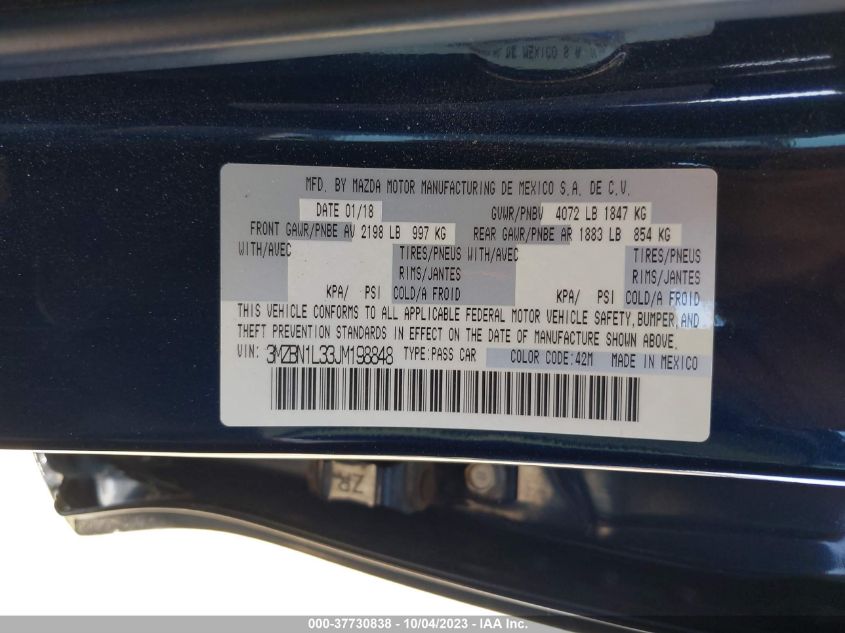 DE MEXICO S A
MFD. BY MAZDA MOTOR MANUFACTURING DE MEXICO S.A. DE C.V.
DATE 01/18 GVWR/PNBV 4072 LB 1847 KG
FRONT GAWR/PNBE AV 2198 LB 997 KG REAR GAWR/PNBE AR 1883 LB 854 KG
WITH/AVEC TIRES/PNEUS WITH/AVEC TIRES/PNEUS
RIMS/JANTES RIMS/JANTES
KPA/ PSI COLD/A FROID KPA/ PSI COLD/A FROID
THIS VEHICLE CONFORMS TO ALL APPLICABLE FEDERAL MOTOR VEHICLE SAFETY, BUMPER, AND
THEFT PREVENTION STANDARDS IN EFFECT ON THE DATE OF MANUFACTURE SHOWN ABOVE.
VIN: 3MZBN1L33JM198848 TYPE:PASS CAR COLOR CODE:42M MADE IN MEXICO
ZR
000-37730838 - 10/04/2023 - IAA Inc.